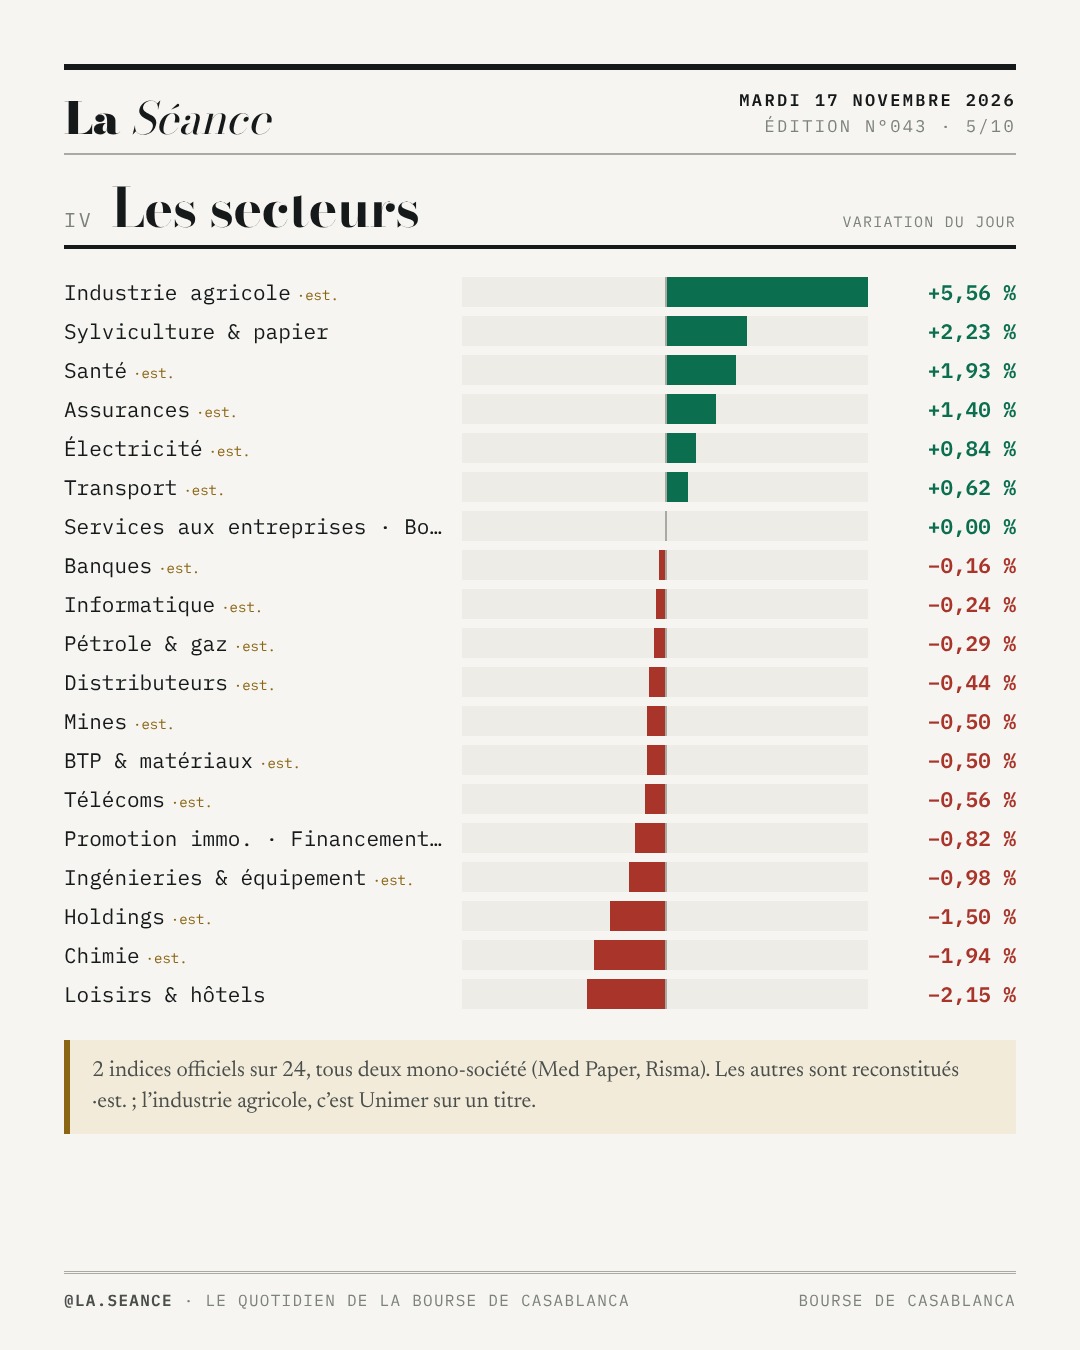 La Séance
MARDI 17 NOVEMBRE 2026
ÉDITION N°043 · 5/10
IV Les secteurs
VARIATION DU JOUR
Industrie agricole ·est. +5,56 %
Sylviculture & papier +2,23 %
Santé ·est. +1,93 %
Assurances ·est. +1,40 %
Électricité ·est. +0,84 %
Transport ·est. +0,62 %
Services aux entreprises · Bo… +0,00 %
Banques ·est. −0,16 %
Informatique ·est. −0,24 %
Pétrole & gaz ·est. −0,29 %
Distributeurs ·est. −0,44 %
Mines ·est. −0,50 %
BTP & matériaux ·est. −0,50 %
Télécoms ·est. −0,56 %
Promotion immo. · Financement… −0,82 %
Ingénieries & équipement ·est. −0,98 %
Holdings ·est. −1,50 %
Chimie ·est. −1,94 %
Loisirs & hôtels −2,15 %
2 indices officiels sur 24, tous deux mono-société (Med Paper, Risma). Les autres sont reconstitués
·est. ; l’industrie agricole, c’est Unimer sur un titre.
@LA.SEANCE · LE QUOTIDIEN DE LA BOURSE DE CASABLANCA
BOURSE DE CASABLANCA